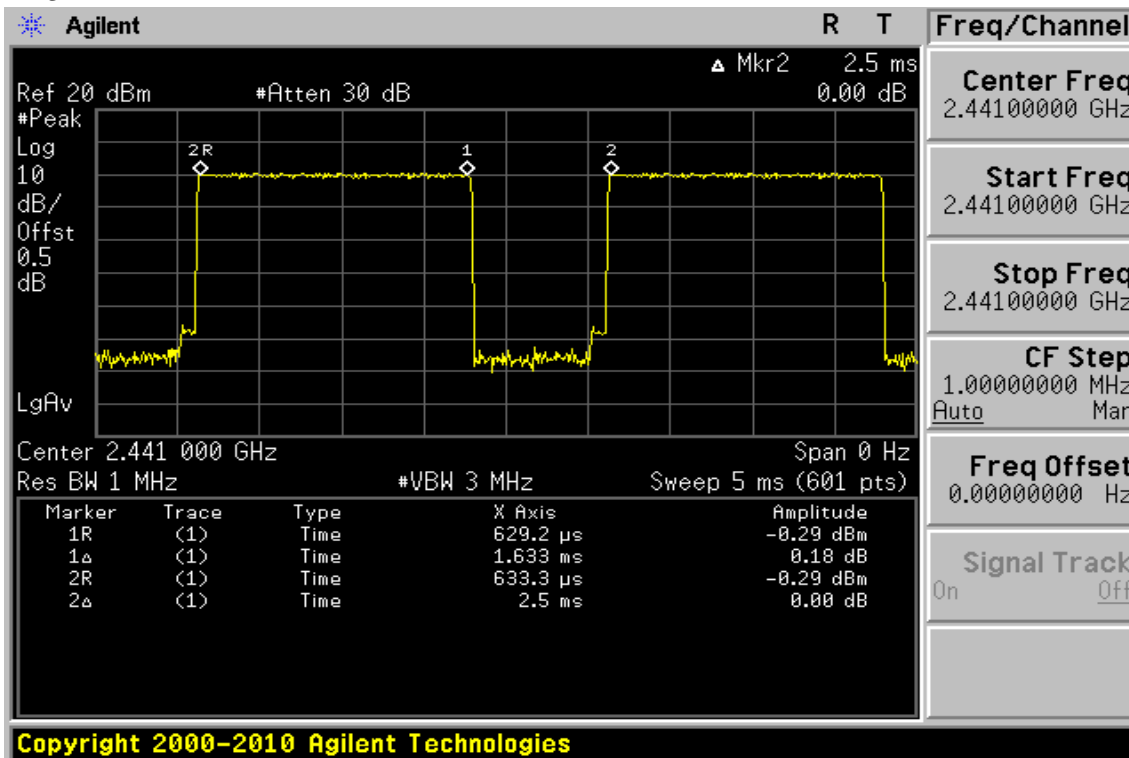 Agilent R T
△ Mkr2 2.5 ms
Ref 20 dBm #Atten 30 dB 0.00 dB
#Peak
Log
10
dB/
Offst
0.5
dB
2R 1 2
LgAv
Center 2.441 000 GHz Span 0 Hz
Res BW 1 MHz #VBW 3 MHz Sweep 5 ms (601 pts)
Marker Trace Type X Axis Amplitude
1R (1) Time 629.2 µs -0.29 dBm
1△ (1) Time 1.633 ms 0.18 dB
2R (1) Time 633.3 µs -0.29 dBm
2△ (1) Time 2.5 ms 0.00 dB
Copyright 2000-2010 Agilent Technologies
Freq/Channel
Center Freq
2.44100000 GHz
Start Freq
2.44100000 GHz
Stop Freq
2.44100000 GHz
CF Step
1.00000000 MHz
Auto Man
Freq Offset
0.00000000 Hz
Signal Track
On Off